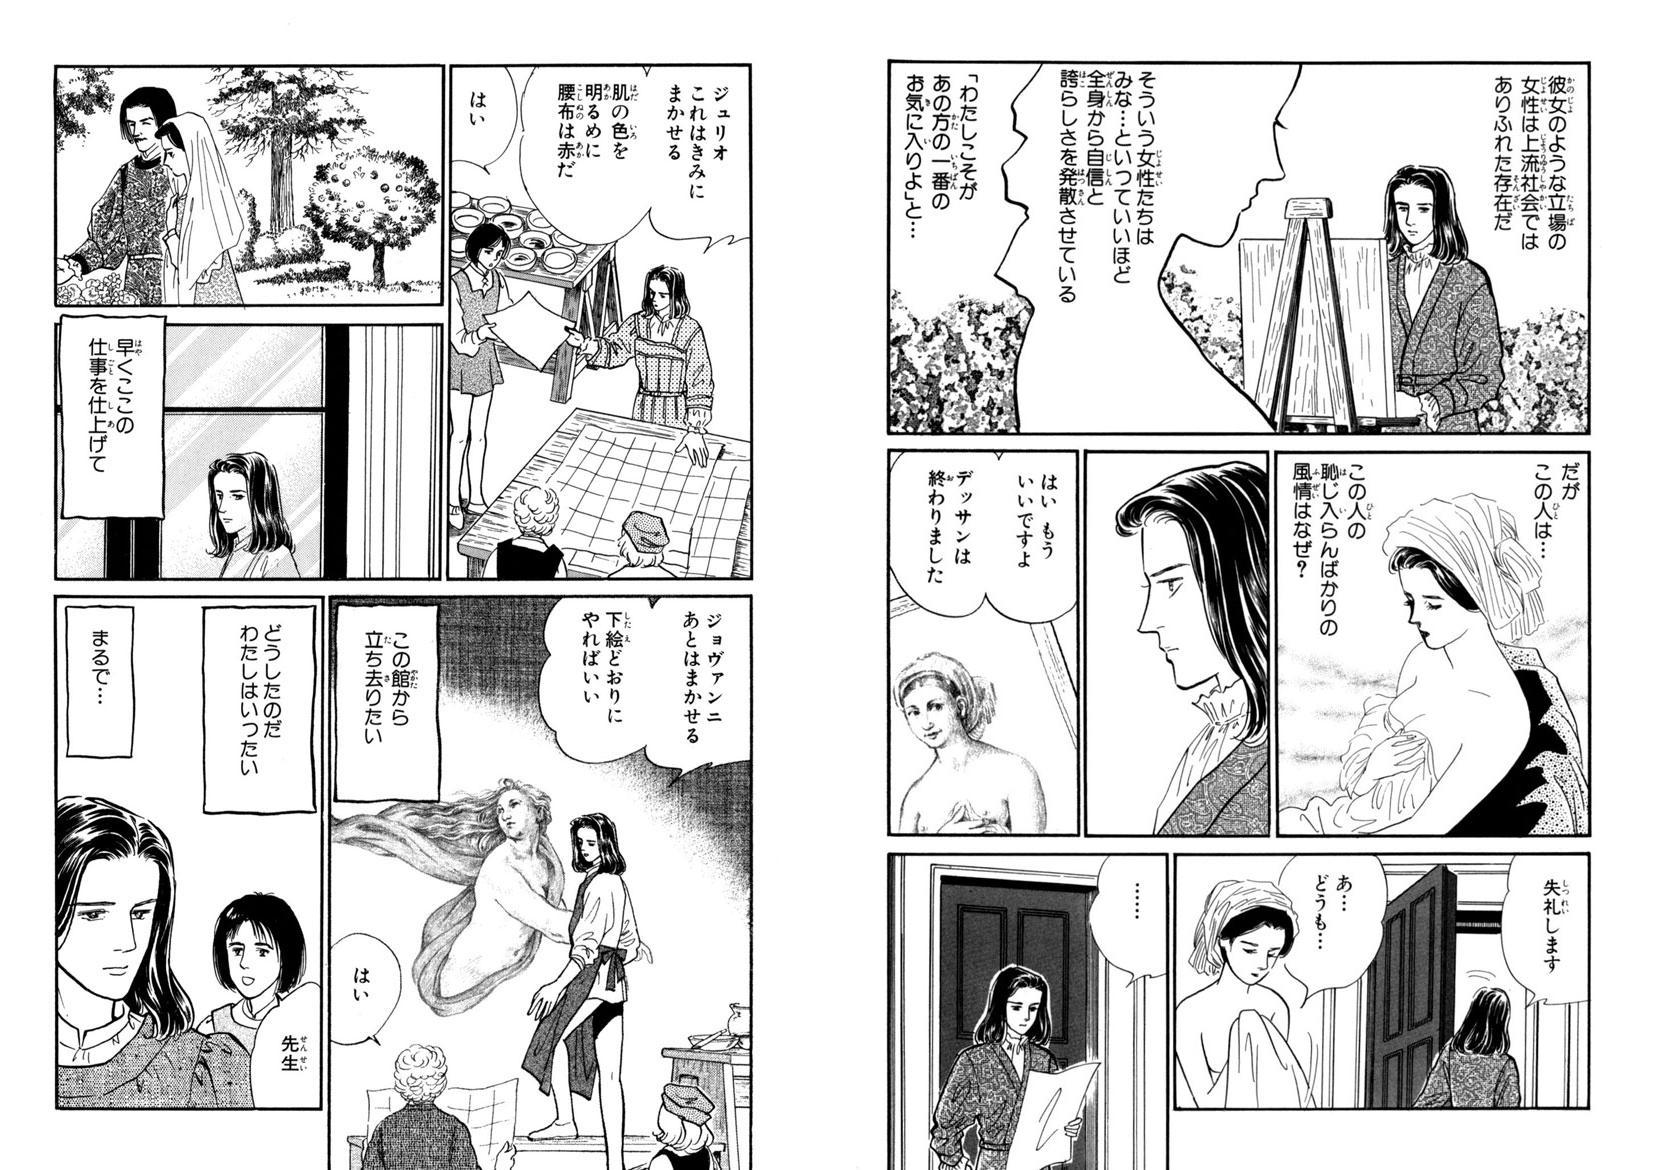 彼女のような立場の
女性は上流社会では
ありふれた存在だ
そういう女性たちは
みな…といっていいほど
全身から自信と
誇らしさを発散させている
「わたしこそが
あの方の一番の
お気に入りよ」と…
だが
この人は…
この人の
恥じ入らんばかりの
風情はなぜ?
はい もう
いいですよ
デッサンは
終わりました
失礼します
あ…
どうも…
……
ジュリオ
これはきみに
まかせる
肌の色を
明るめに
腰布は赤だ
はい
早くここの
仕事を仕上げて
ジョヴァンニ
あとはまかせる
下絵どおりに
やればいい
この館から
立ち去りたい
はい
どうしたのだ
わたしはいったい
まるで…
先生